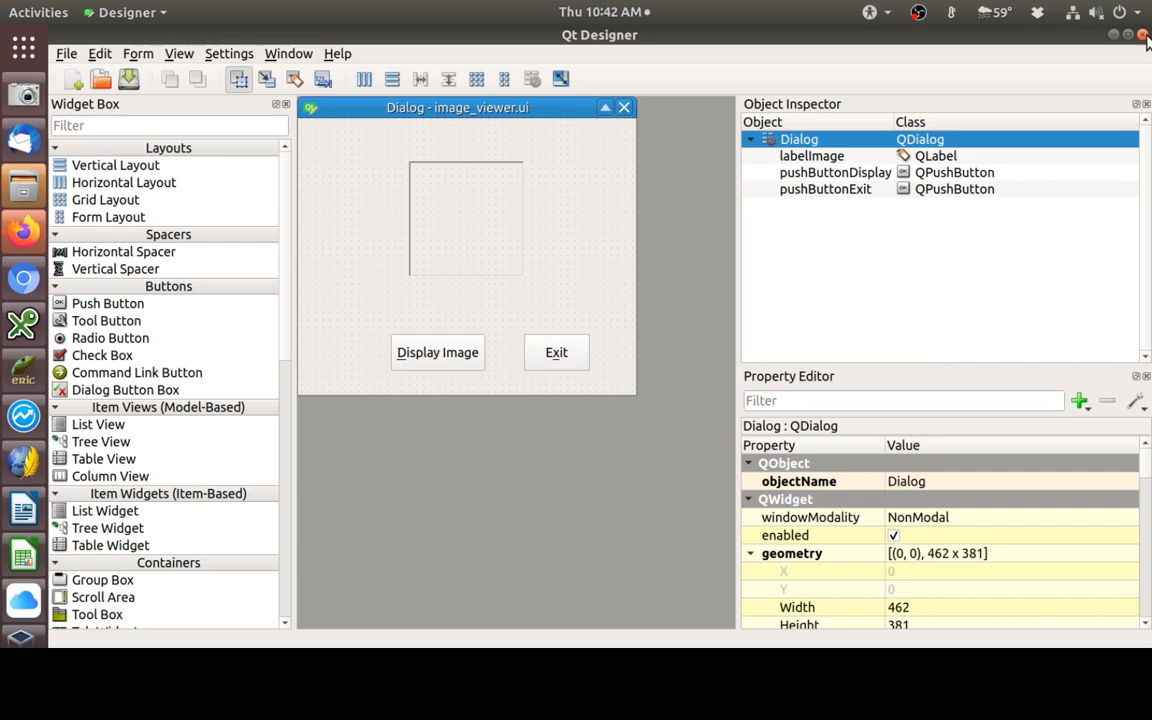 Activities Designer Thu 10:42 AM 59°
Qt Designer
File Edit Form View Settings Window Help
Widget Box
Filter
Layouts
Vertical Layout
Horizontal Layout
Grid Layout
Form Layout
Spacers
Horizontal Spacer
Vertical Spacer
Buttons
Push Button
Tool Button
Radio Button
Check Box
Command Link Button
Dialog Button Box
Item Views (Model-Based)
List View
Tree View
Table View
Column View
Item Widgets (Item-Based)
List Widget
Tree Widget
Table Widget
Containers
Group Box
Scroll Area
Tool Box
eric
Dialog - image_viewer.ui
Display Image Exit
Object Inspector
Object Class
Dialog QDialog
labelImage QLabel
pushButtonDisplay QPushButton
pushButtonExit QPushButton
Property Editor
Filter
Dialog : QDialog
Property Value
QObject
objectName Dialog
QWidget
windowModality NonModal
enabled
geometry [(0, 0), 462 x 381]
X 0
Y 0
Width 462
Height 381